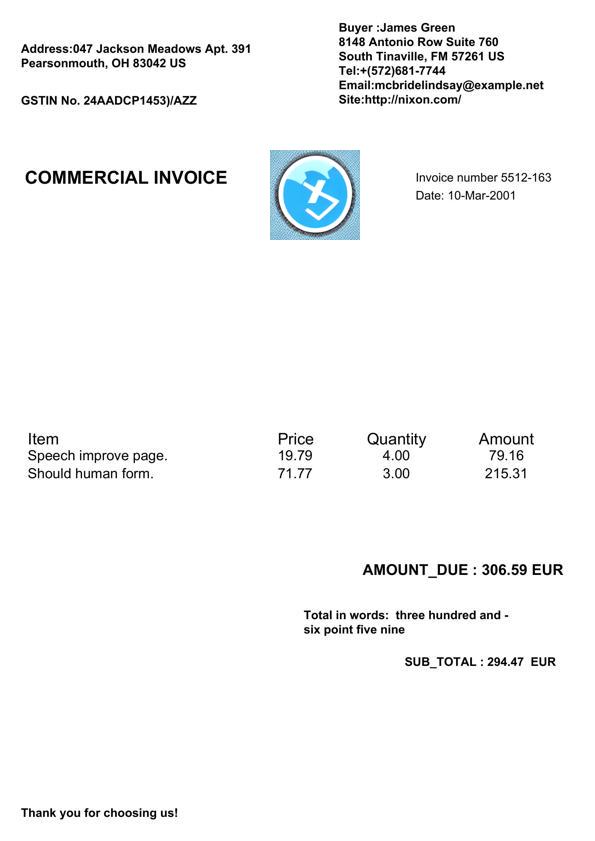 Address:047 Jackson Meadows Apt. 391
Pearsonmouth, OH 83042 US
GSTIN No. 24AADCP1453)/AZZ
Buyer :James Green
8148 Antonio Row Suite 760
South Tinaville, FM 57261 US
Tel:+(572)681-7744
Email:mcbridelindsay@example.net
Site:http://nixon.com/
COMMERCIAL INVOICE
Invoice number 5512-163
Date: 10-Mar-2001
Item Price Quantity Amount
Speech improve page. 19.79 4.00 79.16
Should human form. 71.77 3.00 215.31
AMOUNT_DUE : 306.59 EUR
Total in words:  three hundred and -
six point five nine
SUB_TOTAL : 294.47  EUR
Thank you for choosing us!